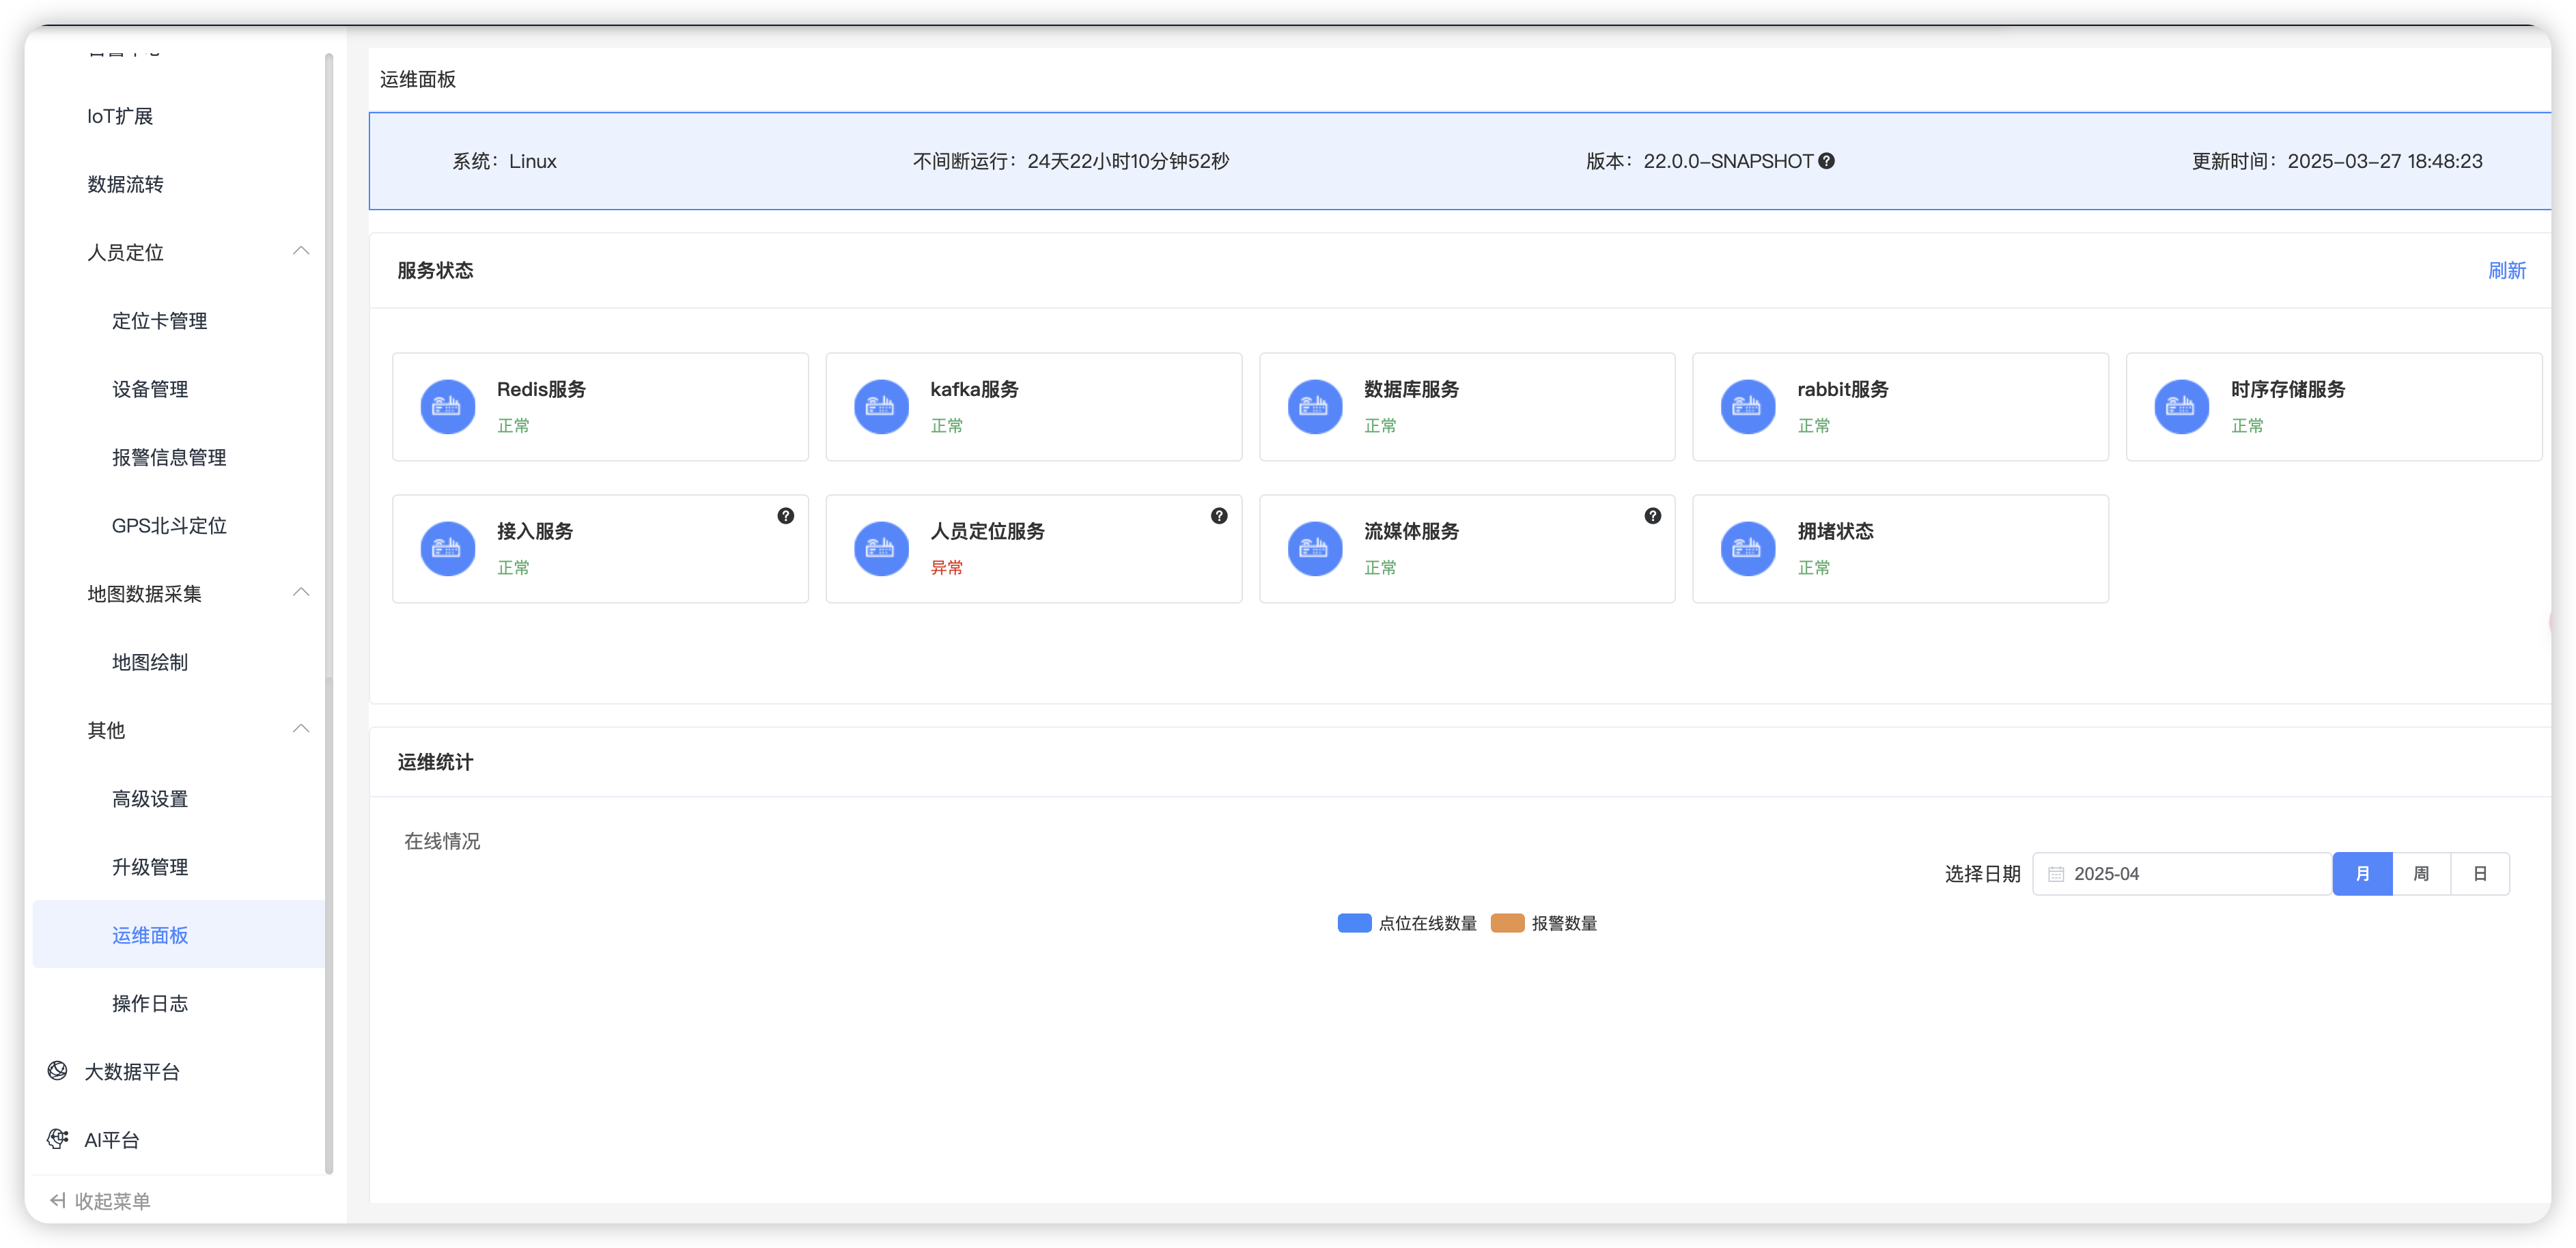 IoT扩展
数据流转
人员定位
定位卡管理
设备管理
报警信息管理
GPS北斗定位
地图数据采集
地图绘制
其他
高级设置
升级管理
运维面板
操作日志
大数据平台
AI平台
收起菜单
运维面板
系统：Linux 不间断运行：24天22小时10分钟52秒 版本：22.0.0-SNAPSHOT 更新时间：2025-03-27 18:48:23
服务状态 刷新
Redis服务
正常
kafka服务
正常
数据库服务
正常
rabbit服务
正常
时序存储服务
正常
接入服务
正常
人员定位服务
异常
流媒体服务
正常
拥堵状态
正常
运维统计
在线情况
选择日期 2025-04 月 周 日
点位在线数量 报警数量